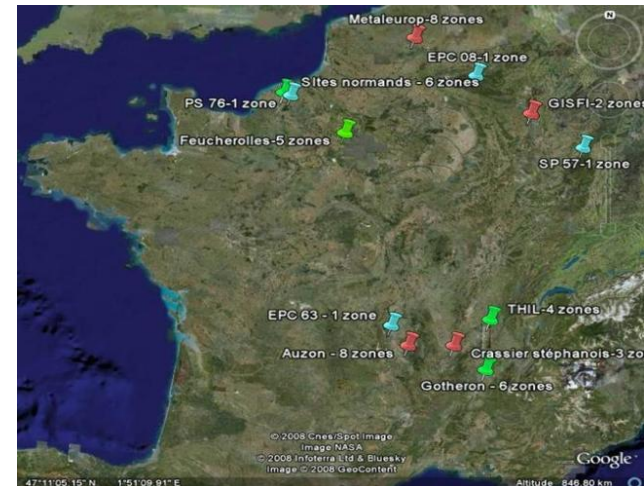 N
Metaleurop-8 zones
EPC 08-1 zone
SItes normands - 6 zones
PS 76-1 zone
GISFI-2 zones
Feucherolles-5 zones
SP 57-1 zone
EPC 63 - 1 zone
THIL-4 zones
Auzon - 8 zones
Crassier stéphanois-3 zo
Gotheron - 6 zones
© 2008 Cnes/Spot Image
Image NASA
© 2008 Infoterra Ltd & Bluesky
Image © 2008 GeoContent
Google
47°11'05.15" N 1°51'09.91" E
Altitude 846.80 km